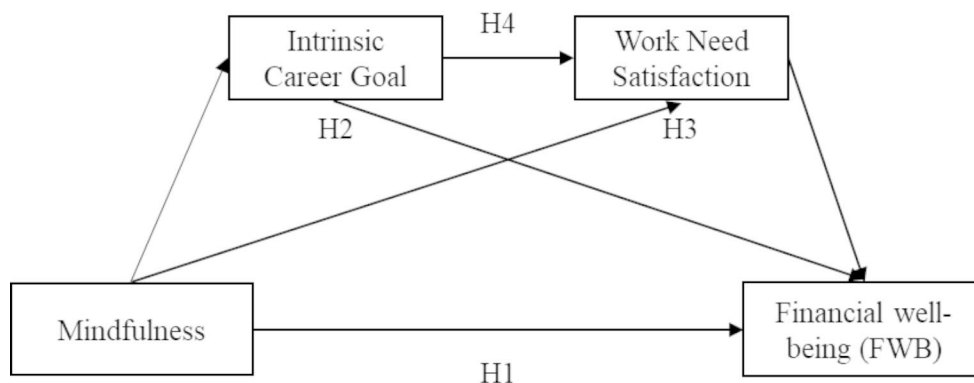 H4
Intrinsic
Career Goal
Work Need
Satisfaction
H2
H3
Mindfulness
Financial well-
being (FWB)
H1